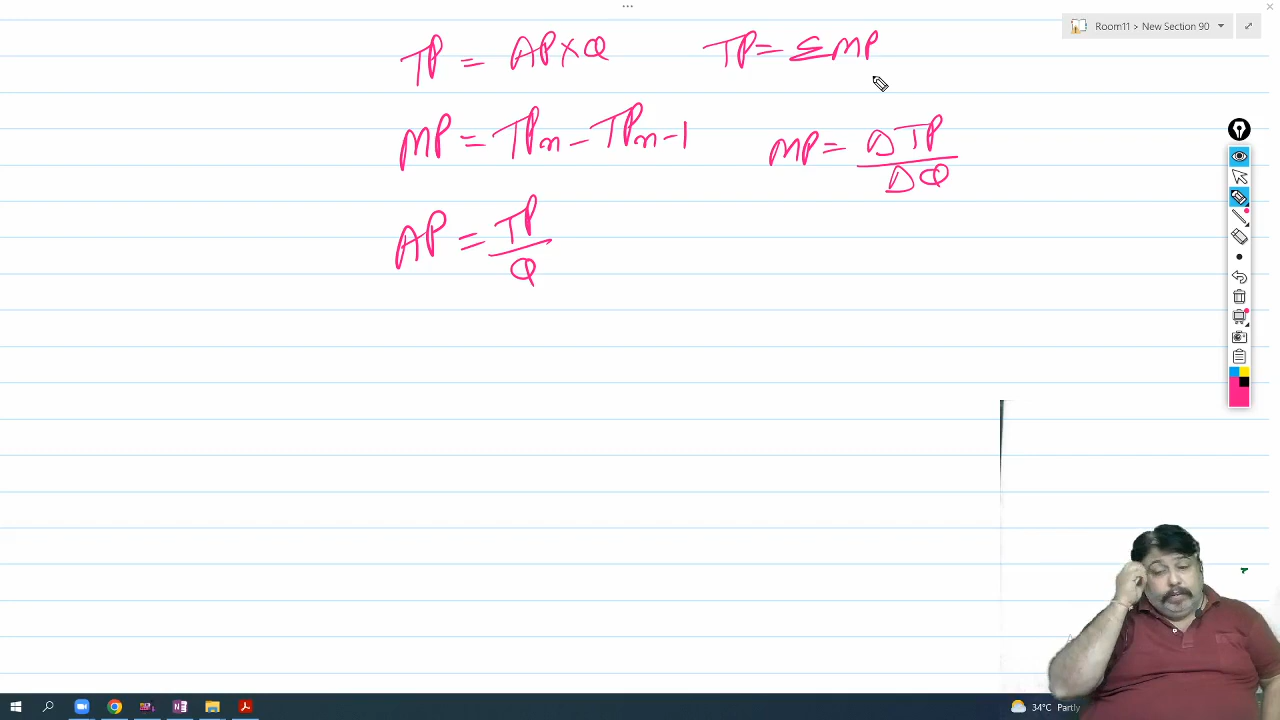 Room11 > New Section 90
TP = AP×Q TP = ΣMP
MP = TPn - TPn-1 MP = ΔTP/ΔQ
AP = TP/Q
34°C Partly